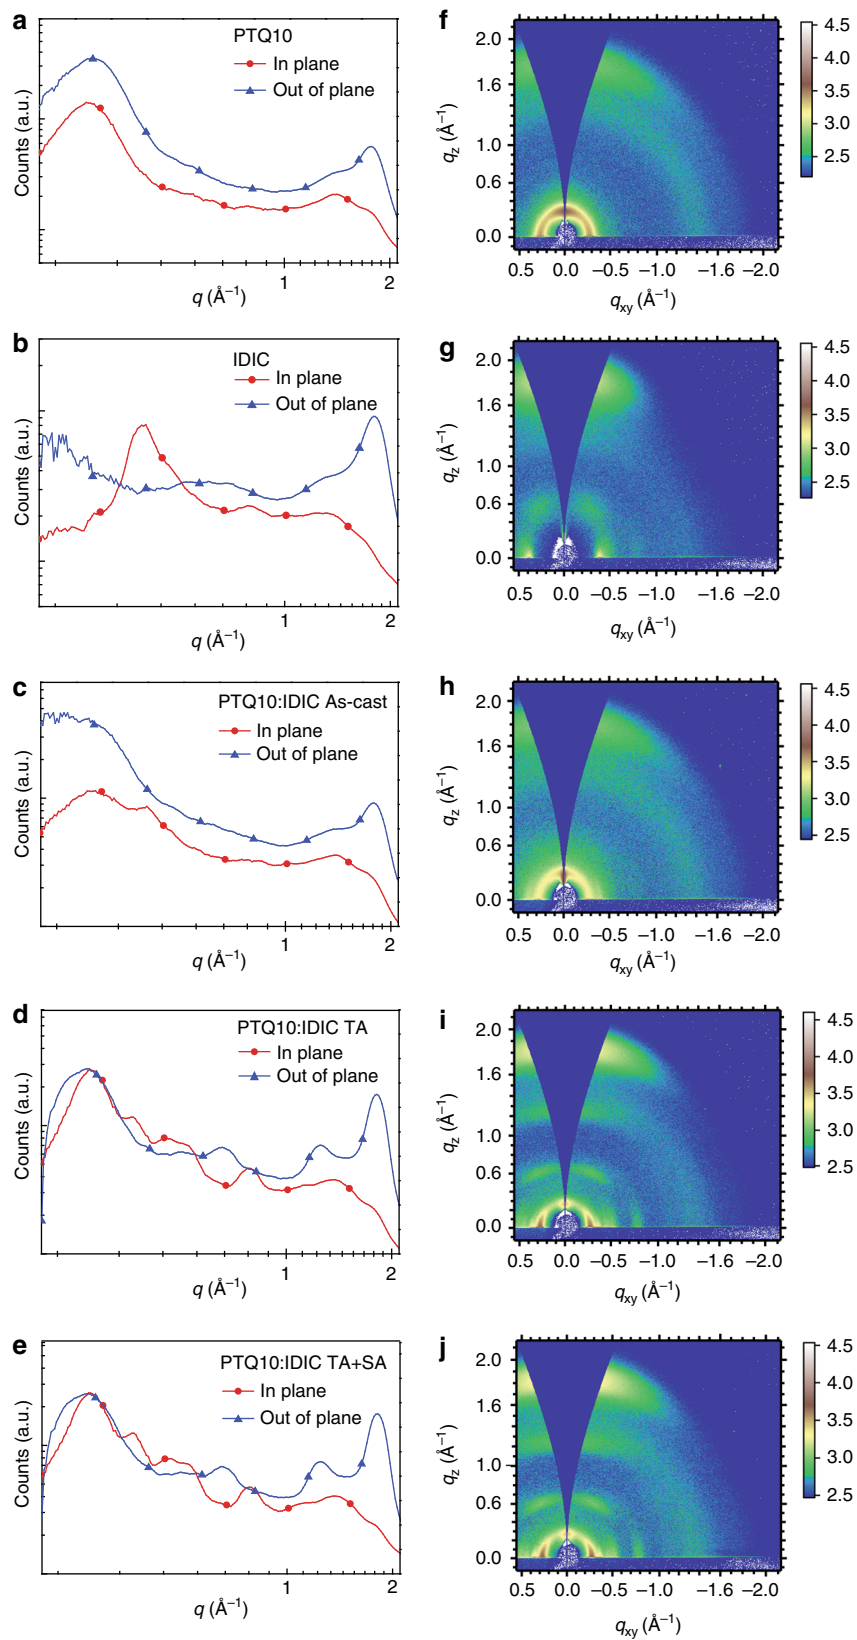 a
PTQ10
In plane
Out of plane
Counts (a.u.)
1
2
q (Å⁻¹)
f
2.0
1.6
1.0
0.6
0.0
qz (Å⁻¹)
0.5 0.0 −0.5 −1.0 −1.6 −2.0
qxy (Å⁻¹)
4.5
4.0
3.5
3.0
2.5
b
IDIC
In plane
Out of plane
Counts (a.u.)
1
2
q (Å⁻¹)
g
2.0
1.6
1.0
0.6
0.0
qz (Å⁻¹)
0.5 0.0 −0.5 −1.0 −1.6 −2.0
qxy (Å⁻¹)
4.5
4.0
3.5
3.0
2.5
c
PTQ10:IDIC As-cast
In plane
Out of plane
Counts (a.u.)
1
2
q (Å⁻¹)
h
2.0
1.6
1.0
0.6
0.0
qz (Å⁻¹)
0.5 0.0 −0.5 −1.0 −1.6 −2.0
qxy (Å⁻¹)
4.5
4.0
3.5
3.0
2.5
d
PTQ10:IDIC TA
In plane
Out of plane
Counts (a.u.)
1
2
q (Å⁻¹)
i
2.0
1.6
1.0
0.6
0.0
qz (Å⁻¹)
0.5 0.0 −0.5 −1.0 −1.6 −2.0
qxy (Å⁻¹)
4.5
4.0
3.5
3.0
2.5
e
PTQ10:IDIC TA+SA
In plane
Out of plane
Counts (a.u.)
1
2
q (Å⁻¹)
j
2.0
1.6
1.0
0.6
0.0
qz (Å⁻¹)
0.5 0.0 −0.5 −1.0 −1.6 −2.0
qxy (Å⁻¹)
4.5
4.0
3.5
3.0
2.5